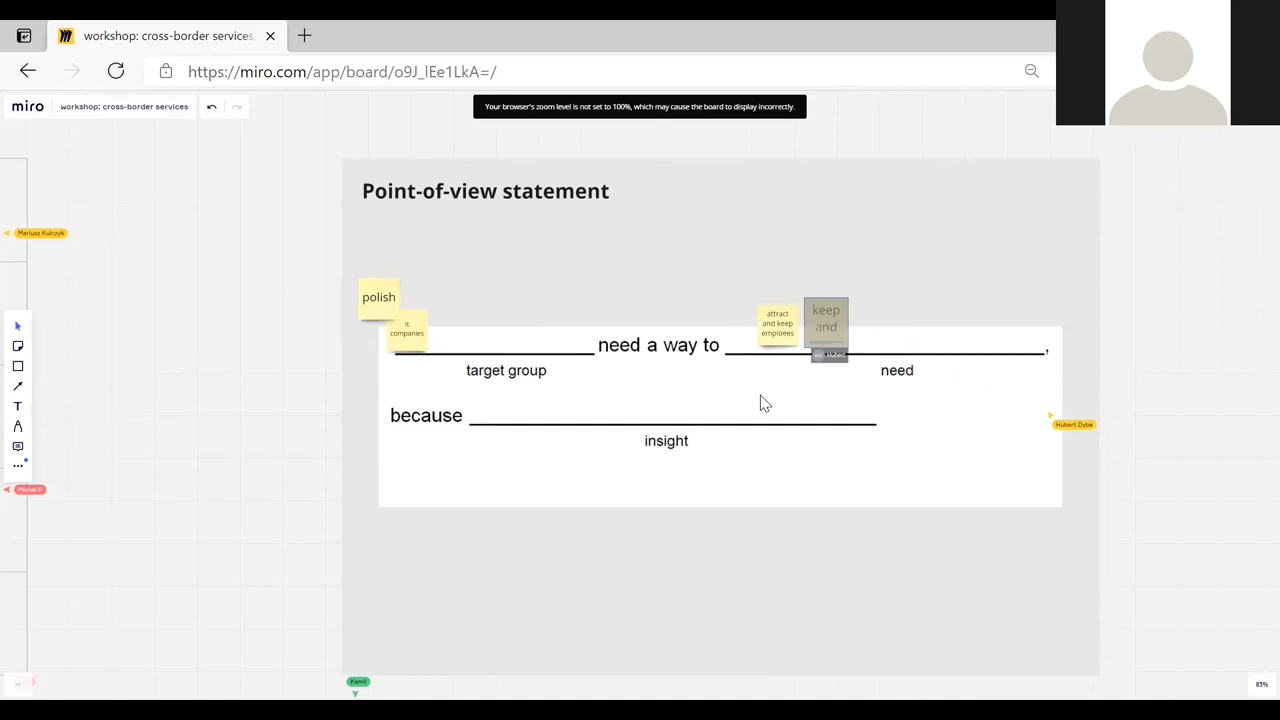 workshop: cross-border services,
https://miro.com/app/board/o9J_lEe1LkA=/
miro
workshop: cross-border services
Your browser's zoom level is not set to 100%, which may cause the board to display incorrectly.
Point-of-view statement
Mariusz Kulczyk
polish
it
companies
attract
and keep
emploees
keep
and
Hubert
need a way to ,
target group
need
because
insight
Hubert Dyba
T
Michał P
Kamil
85%